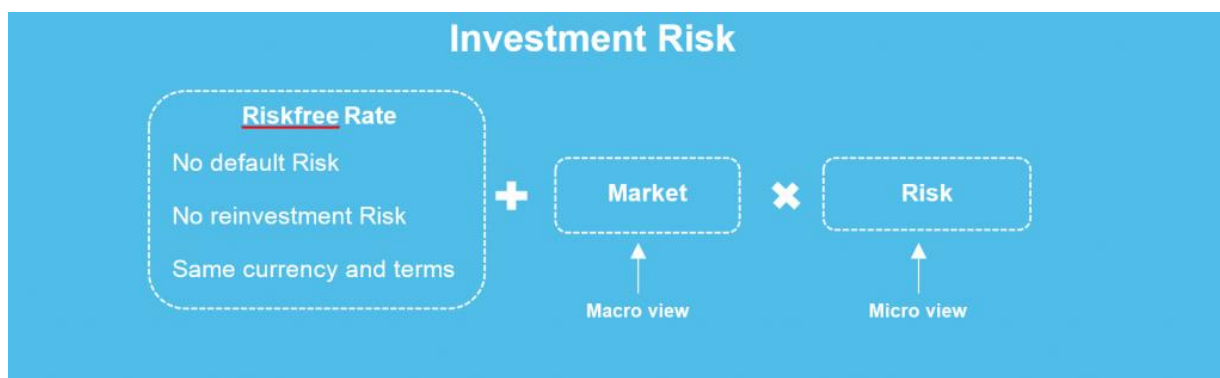 Investment Risk
Riskfree Rate
No default Risk
No reinvestment Risk
Same currency and terms
Market
Risk
Macro view
Micro view